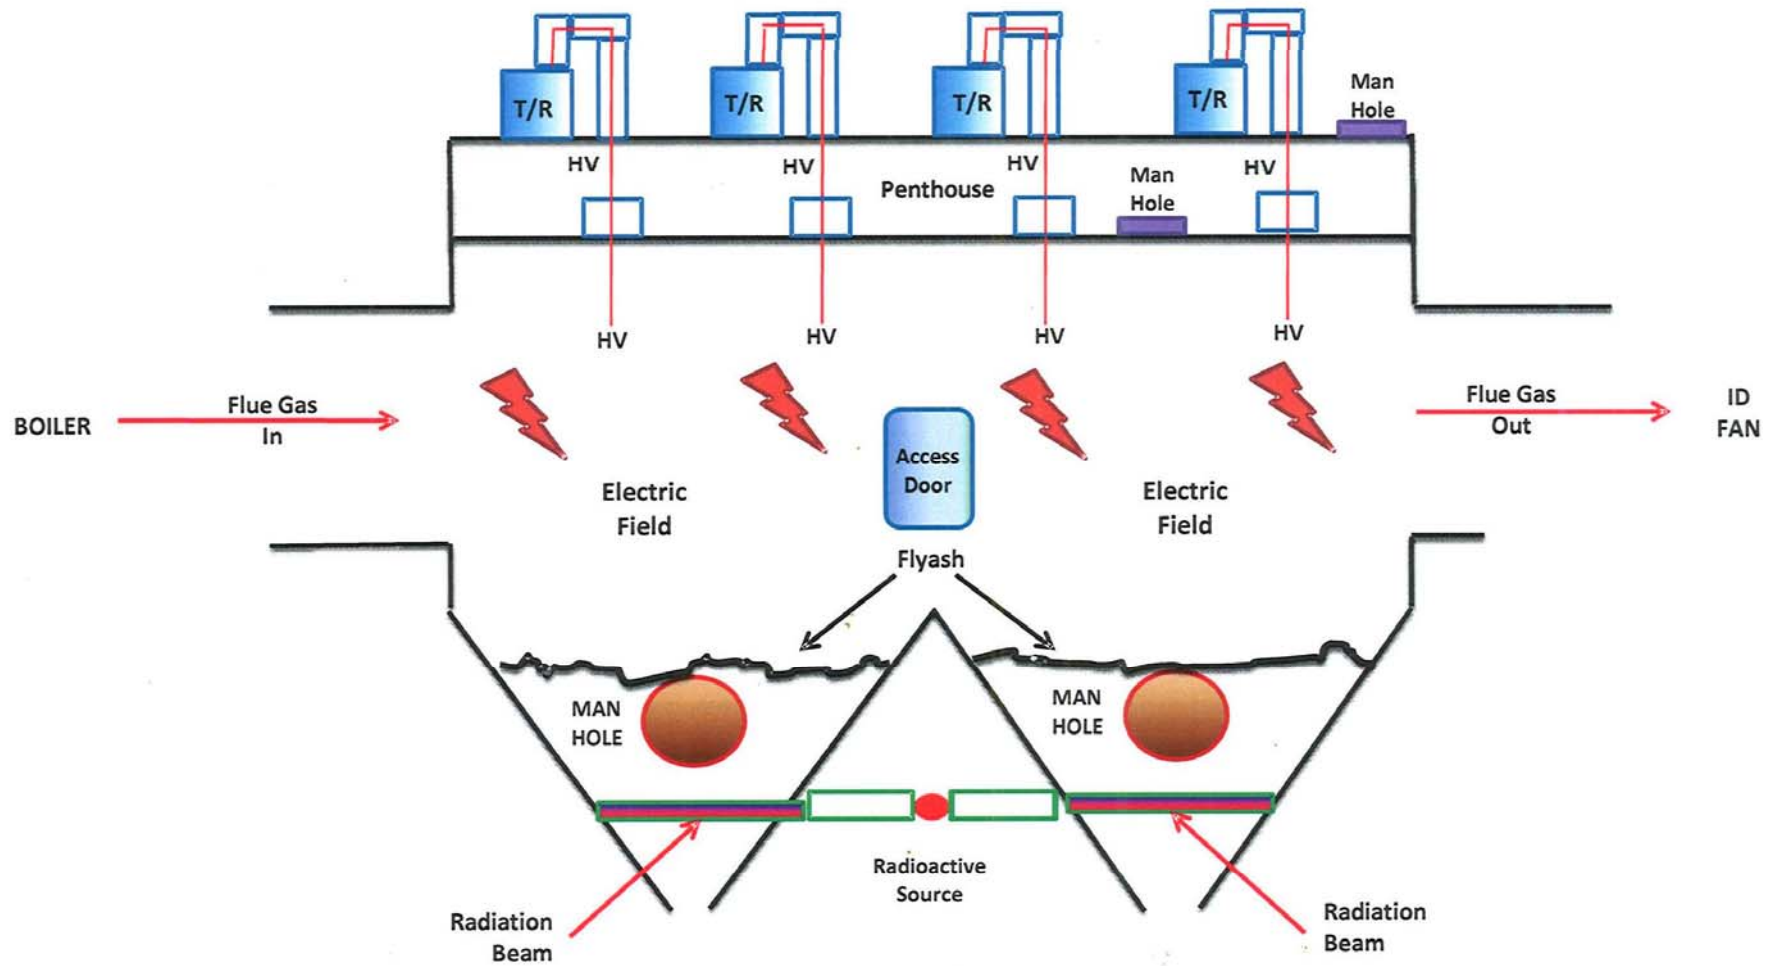 T/R
T/R
T/R
T/R
Man
Hole
HV
HV
HV
HV
Penthouse
Man
Hole
HV
HV
HV
HV
BOILER
Flue Gas
In
Flue Gas
Out
ID
FAN
Access
Door
Electric
Field
Electric
Field
Flyash
MAN
HOLE
MAN
HOLE
Radioactive
Source
Radiation
Beam
Radiation
Beam